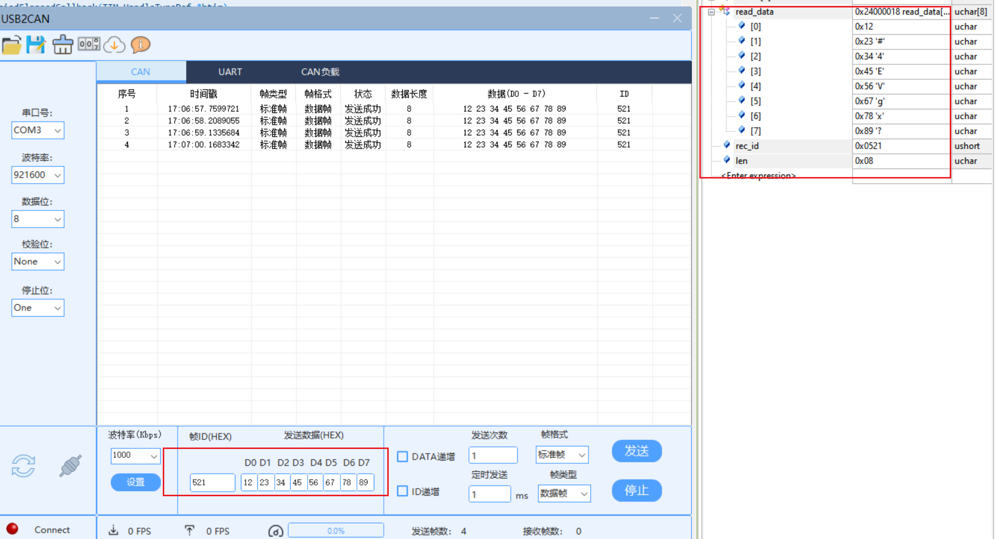 USB2CAN
CAN UART CAN负载
序号 时间戳 帧类型 帧格式 状态 数据长度 数据(D0 - D7) ID
1 17:06:57.7599721 标准帧 数据帧 发送成功 8 12 23 34 45 56 67 78 89 521
2 17:06:58.2089055 标准帧 数据帧 发送成功 8 12 23 34 45 56 67 78 89 521
3 17:06:59.1335684 标准帧 数据帧 发送成功 8 12 23 34 45 56 67 78 89 521
4 17:07:00.1683342 标准帧 数据帧 发送成功 8 12 23 34 45 56 67 78 89 521
串口号:
COM3
波特率:
921600
数据位:
8
校验位:
None
停止位:
One
波特率(Kbps)
1000
设置
帧ID(HEX) 发送数据(HEX)
D0 D1 D2 D3 D4 D5 D6 D7
521 12 23 34 45 56 67 78 89
DATA递增
ID递增
发送次数
1
定时发送
1 ms
帧格式
标准帧
帧类型
数据帧
发送
停止
Connect
0 FPS 0 FPS 0.0% 发送帧数: 4 接收帧数: 0
read_data 0x24000018 read_data[... uchar[8]
[0] 0x12 uchar
[1] 0x23 '#' uchar
[2] 0x34 '4' uchar
[3] 0x45 'E' uchar
[4] 0x56 'V' uchar
[5] 0x67 'g' uchar
[6] 0x78 'x' uchar
[7] 0x89 '? uchar
rec_id 0x0521 ushort
len 0x08 uchar
<Enter expression>